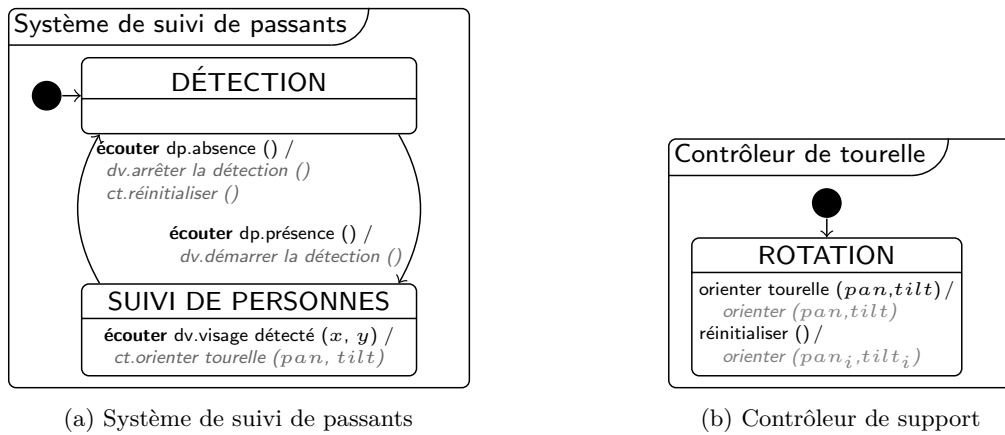 Système de suivi de passants
DÉTECTION
écouter dp.absence () /
dv.arrêter la détection ()
ct.réinitialiser ()
écouter dp.présence () /
dv.démarrer la détection ()
SUIVI DE PERSONNES
écouter dv.visage détecté (x, y) /
ct.orienter tourelle (pan, tilt)
(a) Système de suivi de passants
Contrôleur de tourelle
ROTATION
orienter tourelle (pan,tilt) /
orienter (pan,tilt)
réinitialiser () /
orienter (pan_i,tilt_i)
(b) Contrôleur de support